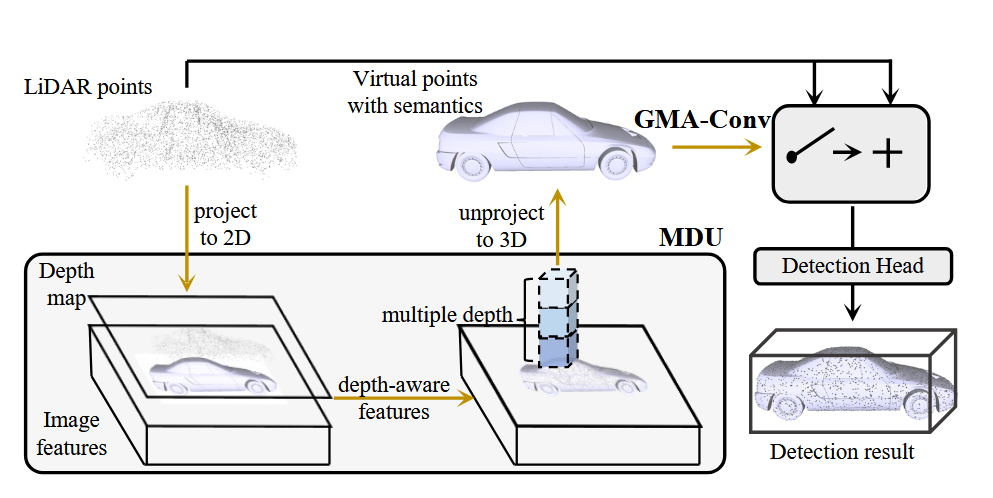 LiDAR points
Virtual points
with semantics
GMA-Conv
project
to 2D
unproject
to 3D
MDU
Depth
map
multiple depth
depth-aware
features
Image
features
Detection Head
Detection result